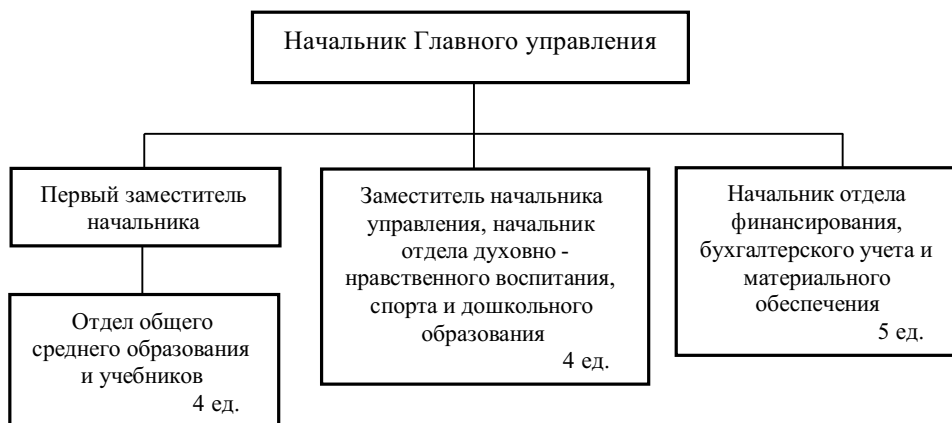 Начальник Главного управления
Первый заместитель
начальника
Заместитель начальника
управления, начальник
отдела духовно -
нравственного воспитания,
спорта и дошкольного
образования
4 ед.
Начальник отдела
финансирования,
бухгалтерского учета и
материального
обеспечения
5 ед.
Отдел общего
среднего образования
и учебников
4 ед.